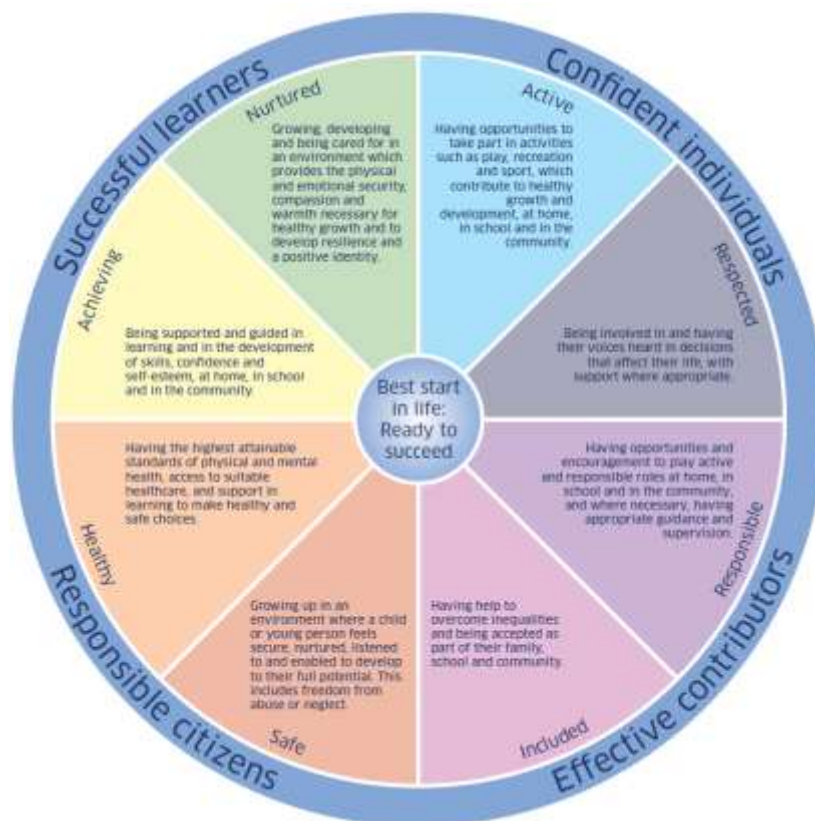 Successful learners
Confident individuals
Nurtured
Growing, developing
and being cared for in
an environment which
provides the physical
and emotional security,
compassion and
warmth necessary for
healthy growth and to
develop resilience and
a positive identity.
Active
Having opportunities to
take part in activities
such as play, recreation
and sport, which
contribute to healthy
growth and
development, at home,
in school and in the
community.
Achieving
Being supported and guided in
learning and in the development
of skills, confidence and
self-esteem, at home, in school
and in the community.
Respected
Being involved in and having
their voices heard in decisions
that affect their life, with
support where appropriate.
Best start
in life:
Ready to
succeed
Healthy
Having the highest attainable
standards of physical and mental
health, access to suitable
healthcare, and support in
learning to make healthy and
safe choices.
Responsible
Having opportunities and
encouragement to play active
and responsible roles at home, in
school and in the community,
and where necessary, having
appropriate guidance and
supervision.
Growing up in an
environment where a child
or young person feels
secure, nurtured, listened
to and enabled to develop
to their full potential. This
includes freedom from
abuse or neglect.
Safe
Having help to
overcome inequalities
and being accepted as
part of their family,
school and community.
Included
Responsible citizens
Effective contributors